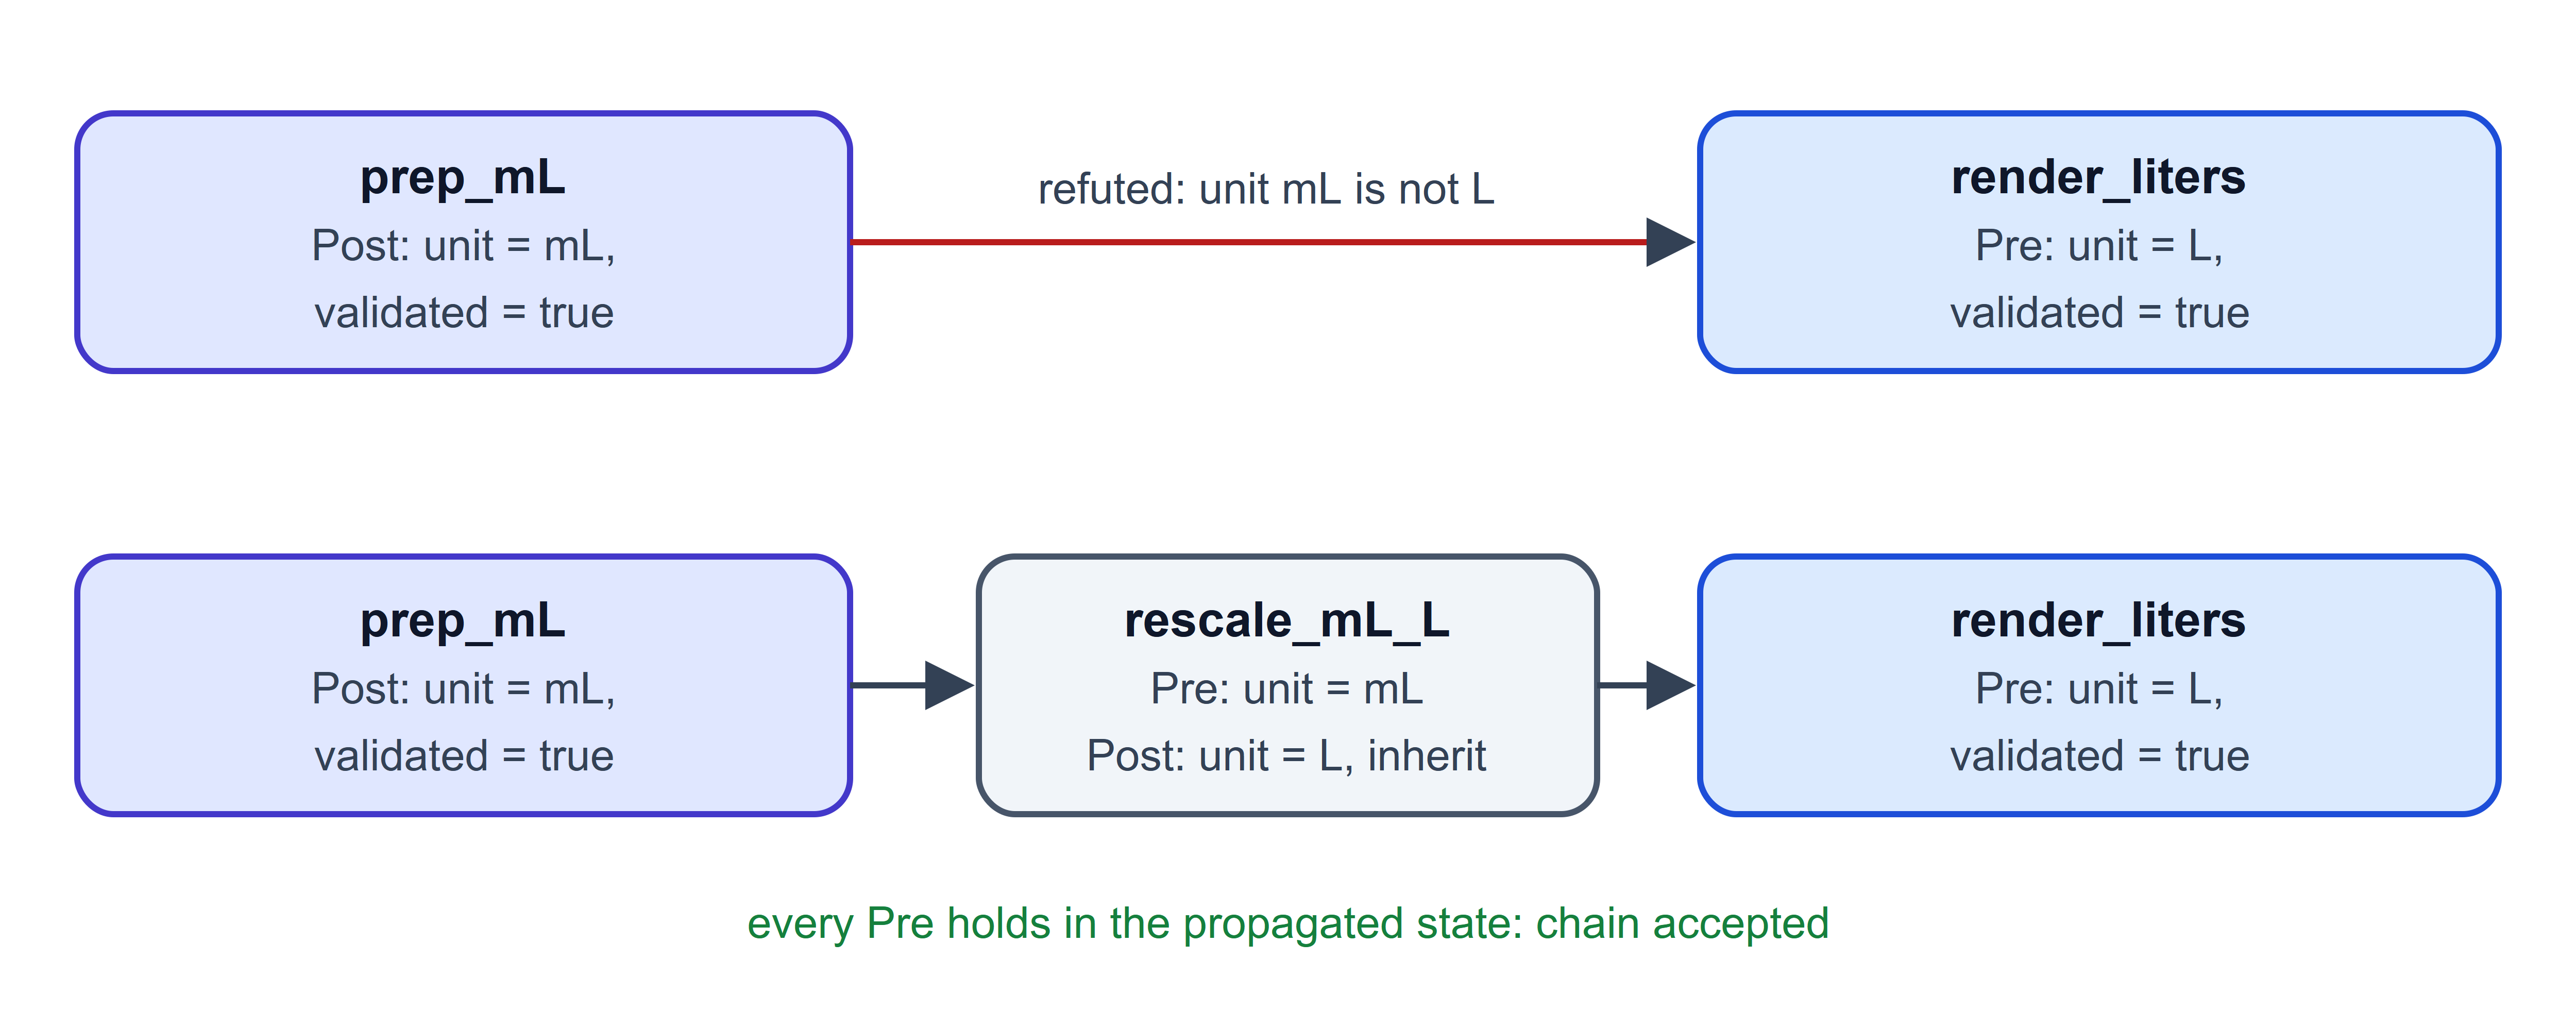 prep_mL
Post: unit = mL,
validated = true
refuted: unit mL is not L
render_liters
Pre: unit = L,
validated = true
prep_mL
Post: unit = mL,
validated = true
rescale_mL_L
Pre: unit = mL
Post: unit = L, inherit
render_liters
Pre: unit = L,
validated = true
every Pre holds in the propagated state: chain accepted